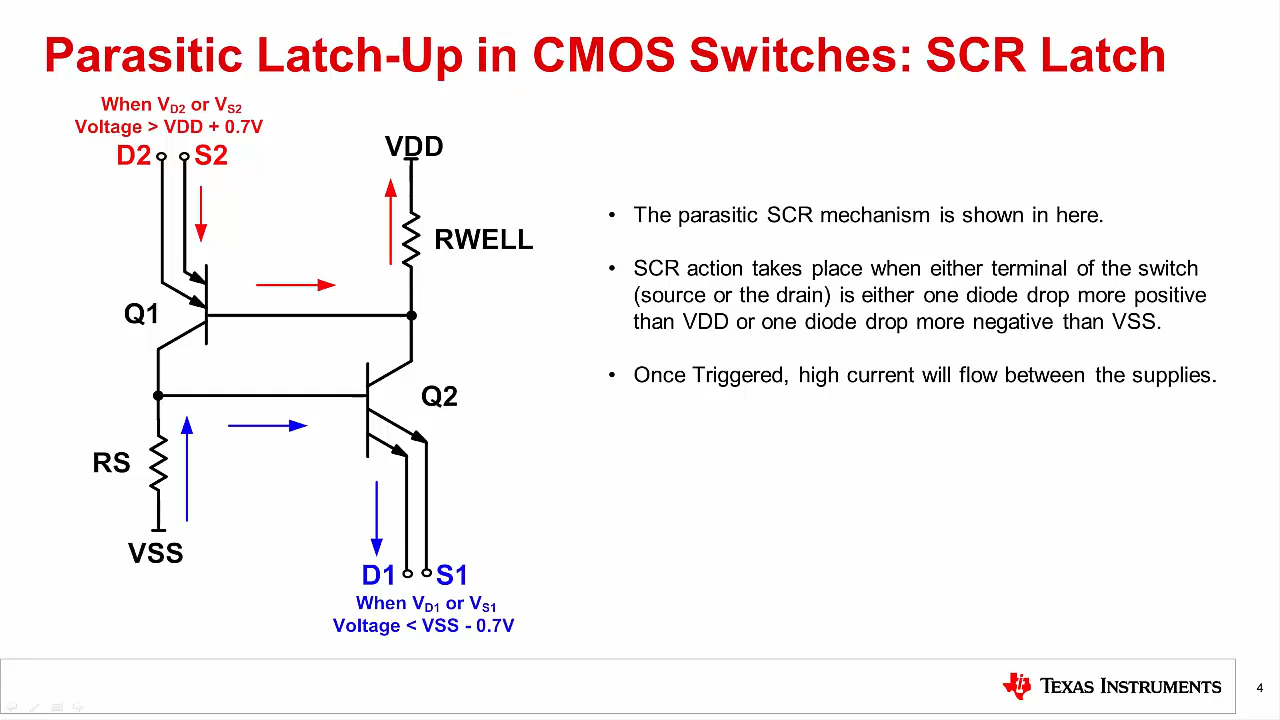 Parasitic Latch-Up in CMOS Switches: SCR Latch
When VD2 or VS2
Voltage > VDD + 0.7V
D2 S2
VDD
RWELL
Q1
Q2
RS
VSS
D1 S1
When VD1 or VS1
Voltage < VSS - 0.7V
• The parasitic SCR mechanism is shown in here.
• SCR action takes place when either terminal of the switch
(source or the drain) is either one diode drop more positive
than VDD or one diode drop more negative than VSS.
• Once Triggered, high current will flow between the supplies.
TEXAS INSTRUMENTS
4